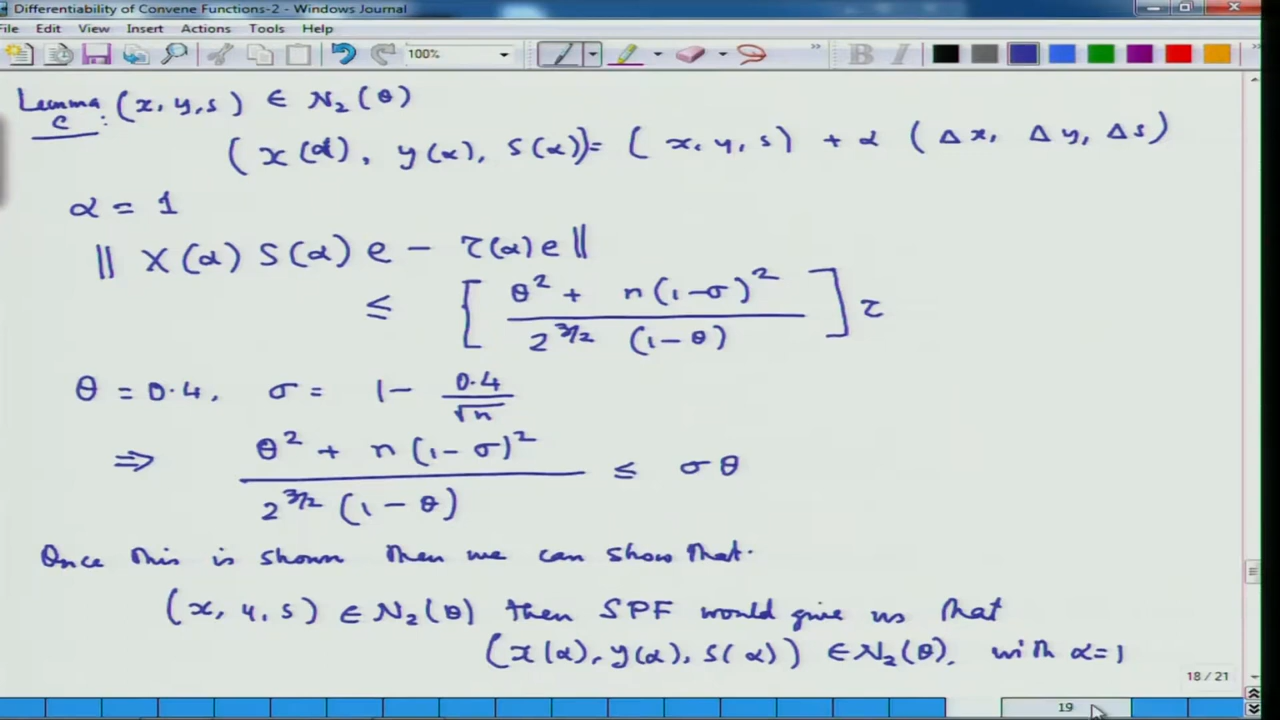 Differentiability of Convene Functions-2 - Windows Journal
File Edit View Insert Actions Tools Help
100%
Lemma c : (x, y, s) ∈ N₂(θ)
(x(α), y(α), s(α)) = (x, y, s) + α (Δx, Δy, Δs)
α = 1
|| X(α) S(α) e − τ(α) e ||
≤ [ θ² + n(1−σ)² / 2^{3/2} (1−θ) ] τ
θ = 0.4, σ = 1 − 0.4/√n
⇒ θ² + n(1−σ)² / 2^{3/2} (1−θ) ≤ σθ
Once this is shown then we can show that.
(x, y, s) ∈ N₂(θ) then SPF would give us that
(x(α), y(α), s(α)) ∈ N₂(θ). with α=1
18 / 21
19